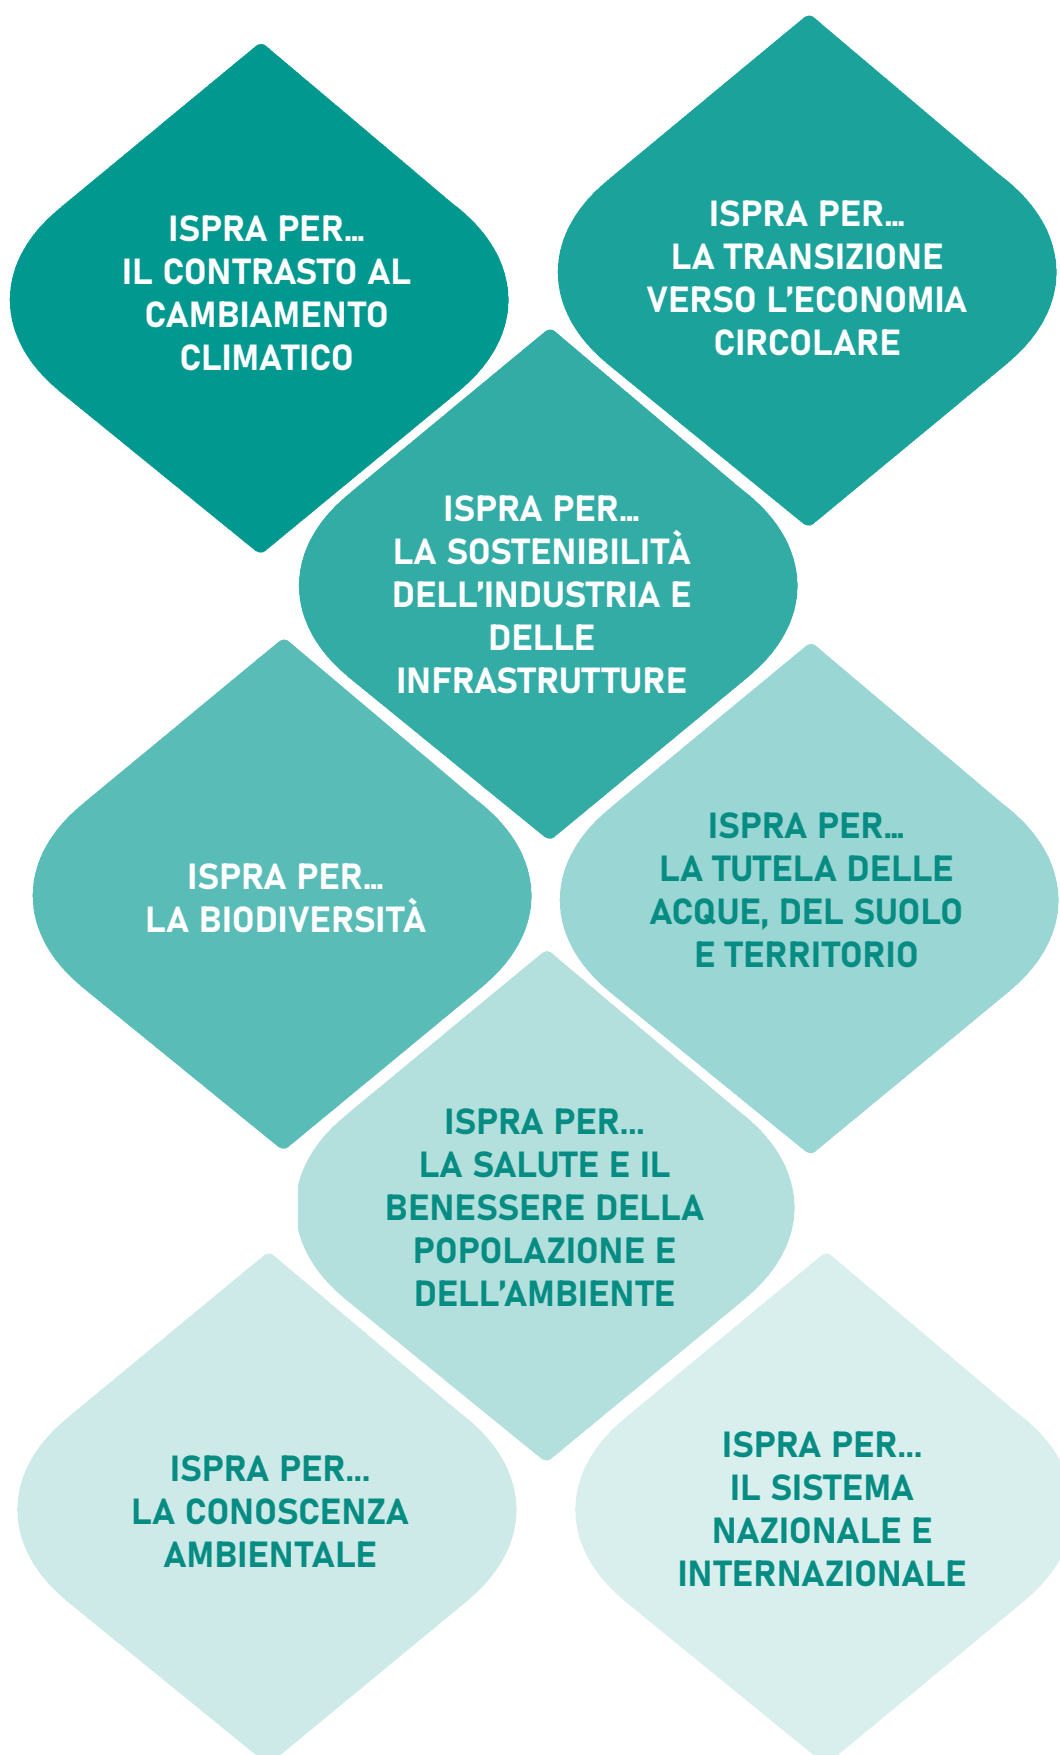 ISPRA PER...
IL CONTRASTO AL
CAMBIAMENTO
CLIMATICO
ISPRA PER...
LA TRANSIZIONE
VERSO L'ECONOMIA
CIRCOLARE
ISPRA PER...
LA SOSTENIBILITÀ
DELL'INDUSTRIA E
DELLE
INFRASTRUTTURE
ISPRA PER...
LA BIODIVERSITÀ
ISPRA PER...
LA TUTELA DELLE
ACQUE, DEL SUOLO
E TERRITORIO
ISPRA PER...
LA SALUTE E IL
BENESSERE DELLA
POPOLAZIONE E
DELL'AMBIENTE
ISPRA PER...
LA CONOSCENZA
AMBIENTALE
ISPRA PER...
IL SISTEMA
NAZIONALE E
INTERNAZIONALE